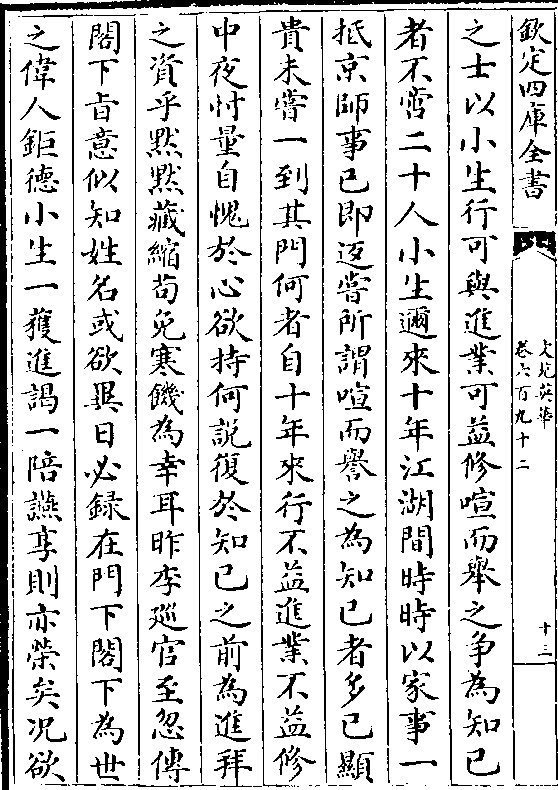 欽定四庫全書
文苑英華
卷六百九十二
十三
之士以小生行可與進業可益修喧而舉之争為知己
者不啻二十人小生邇來十年江湖間時時以家事一
抵京師事已即返嘗所謂喧而譽之為知己者多已顯
貴未嘗一到其門何者自十年來行不益進業不益修
中夜忖量自愧於心欲持何說復於知己之前為進拜
之資乎黙黙藏縮茍免寒饑為幸耳昨李廵官至忽傳
閣下旨意似知姓名或欲異日必録在門下閣下為世
之偉人鉅德小生一獲進謁一陪讌享則亦榮矣况欲